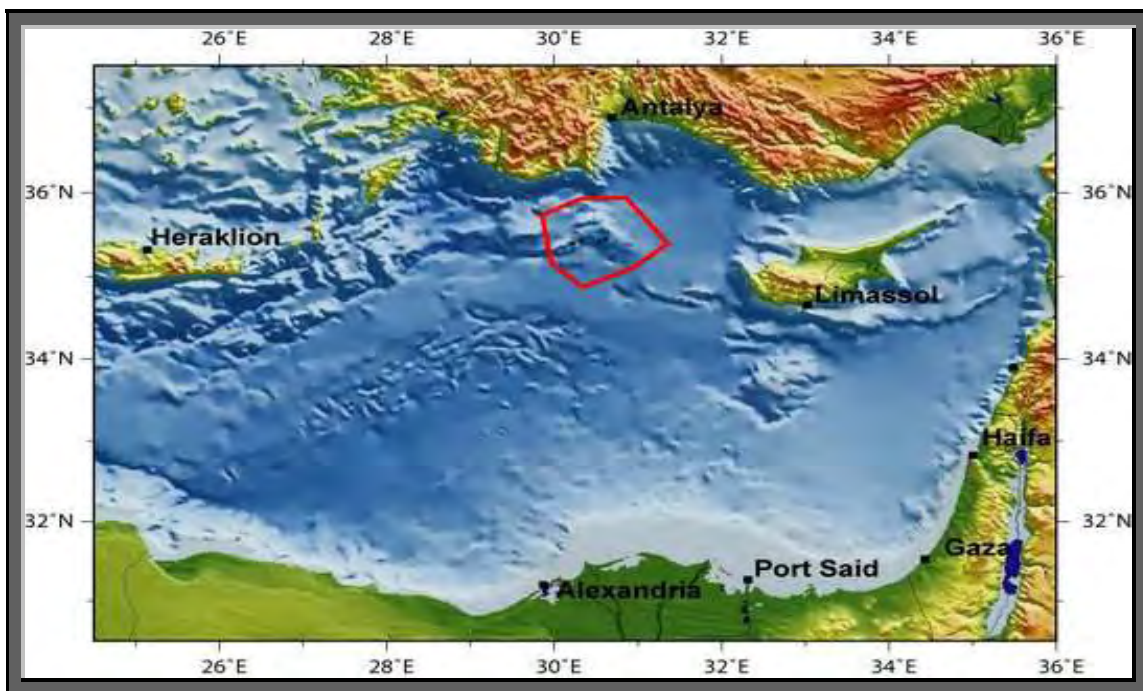 26°E 28°E 30°E 32°E 34°E 36°E
Antalya
36°N 36°N
Heraklion
Limassol
34°N 34°N
Haifa
32°N 32°N
Gaza
Port Said
Alexandria
26°E 28°E 30°E 32°E 34°E 36°E